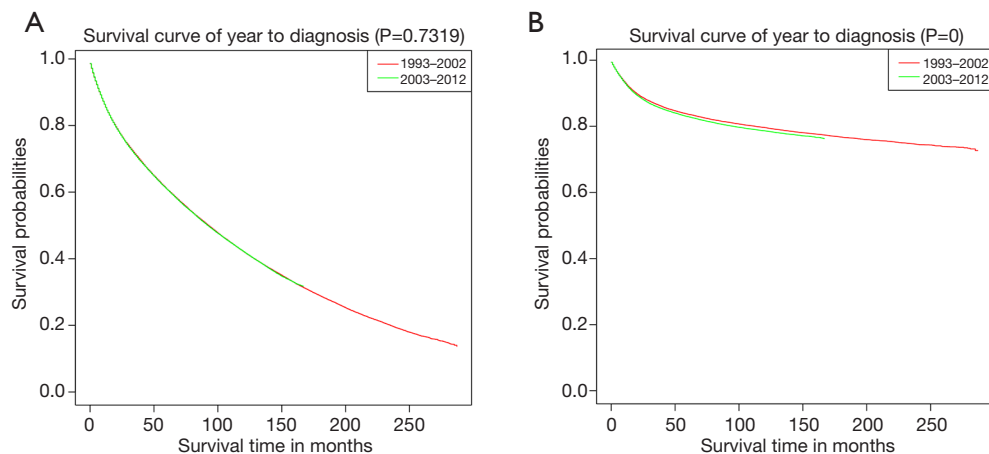 A
Survival curve of year to diagnosis (P=0.7319)
1993–2002
2003–2012
Survival probabilities
1.0
0.8
0.6
0.4
0.2
0.0
0 50 100 150 200 250
Survival time in months
B
Survival curve of year to diagnosis (P=0)
1993–2002
2003–2012
Survival probabilities
1.0
0.8
0.6
0.4
0.2
0.0
0 50 100 150 200 250
Survival time in months